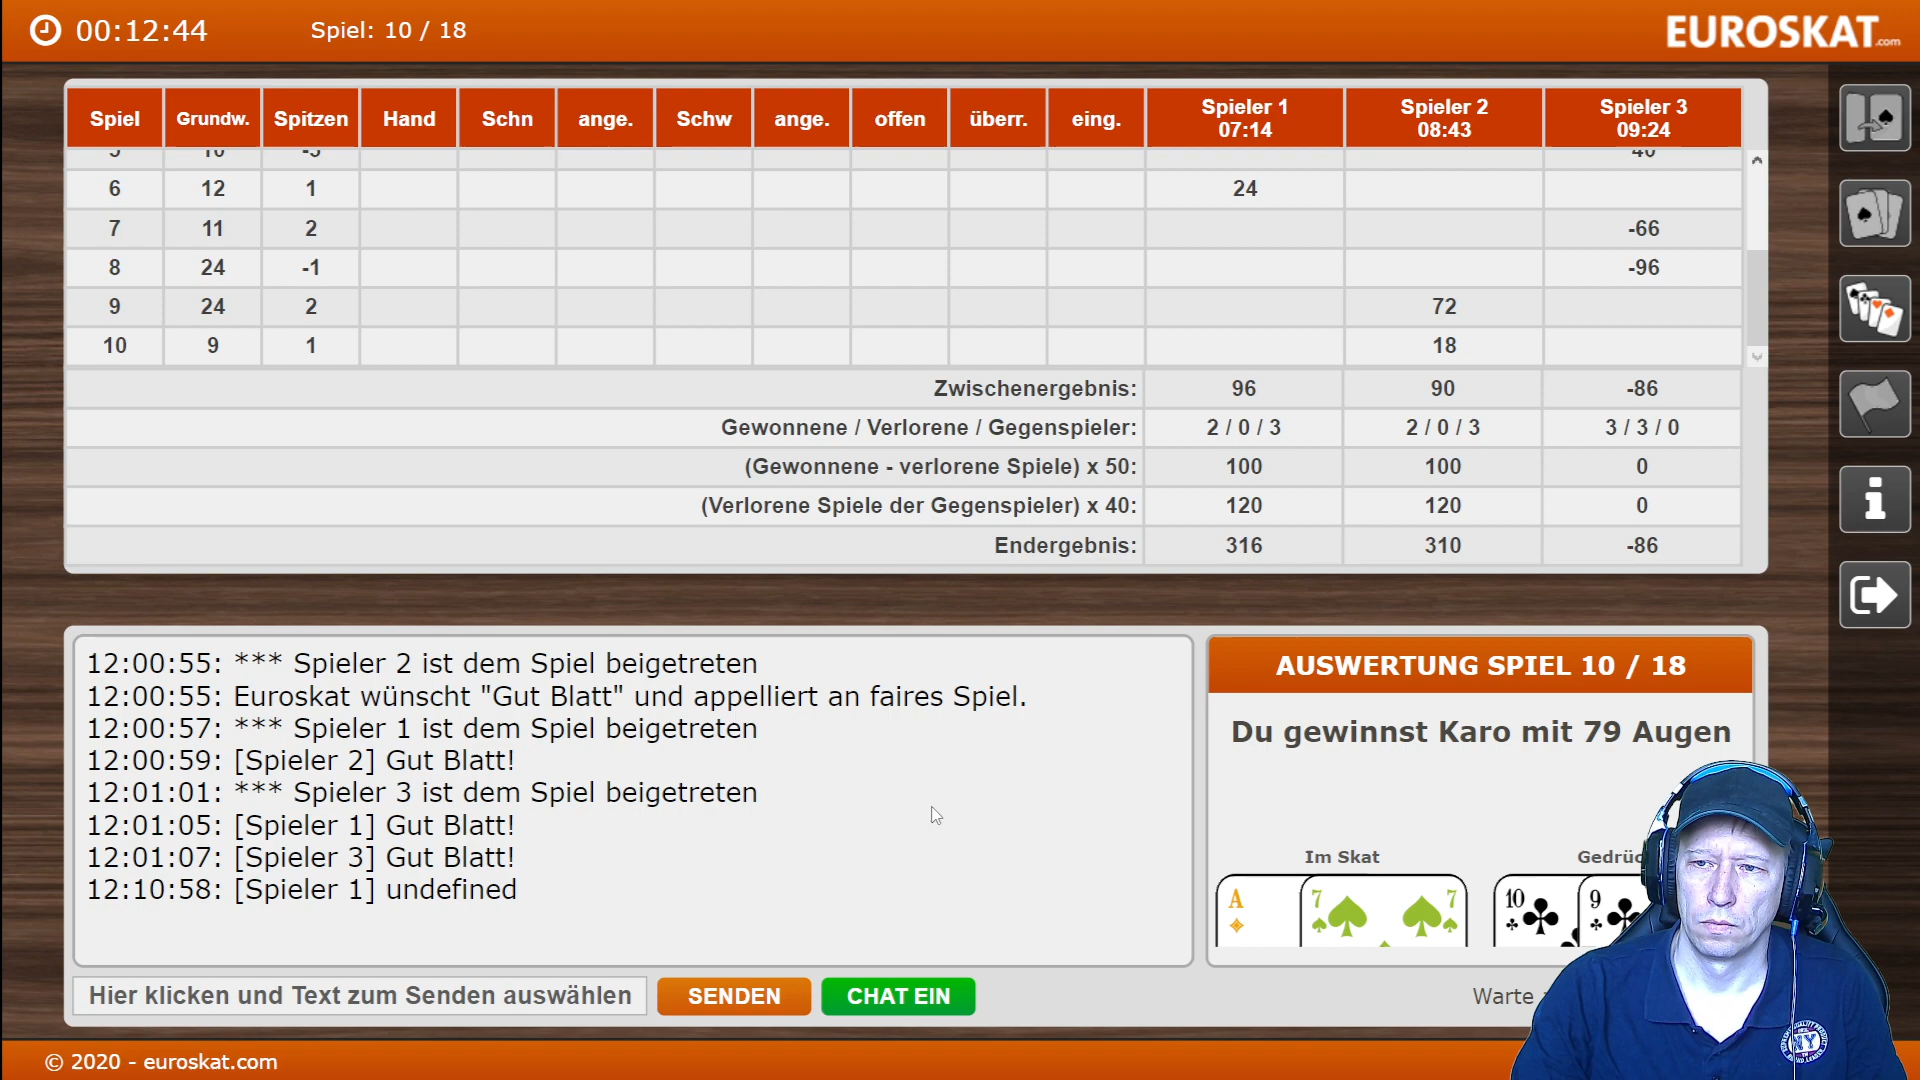 00:12:44 Spiel: 10 / 18 EUROSKAT.com
Spiel Grundw. Spitzen Hand Schn ange. Schw ange. offen überr. eing. Spieler 1 07:14 Spieler 2 08:43 Spieler 3 09:24
6 12 1 24
7 11 2 -66
8 24 -1 -96
9 24 2 72
10 9 1 18
Zwischenergebnis: 96 90 -86
Gewonnene / Verlorene / Gegenspieler: 2 / 0 / 3 2 / 0 / 3 3 / 3 / 0
(Gewonnene - verlorene Spiele) x 50: 100 100 0
(Verlorene Spiele der Gegenspieler) x 40: 120 120 0
Endergebnis: 316 310 -86
12:00:55: *** Spieler 2 ist dem Spiel beigetreten
12:00:55: Euroskat wünscht "Gut Blatt" und appelliert an faires Spiel.
12:00:57: *** Spieler 1 ist dem Spiel beigetreten
12:00:59: [Spieler 2] Gut Blatt!
12:01:01: *** Spieler 3 ist dem Spiel beigetreten
12:01:05: [Spieler 1] Gut Blatt!
12:01:07: [Spieler 3] Gut Blatt!
12:10:58: [Spieler 1] undefined
Hier klicken und Text zum Senden auswählen SENDEN CHAT EIN
AUSWERTUNG SPIEL 10 / 18
Du gewinnst Karo mit 79 Augen
Im Skat
A 7 7 10 9
Warte
NY
© 2020 - euroskat.com